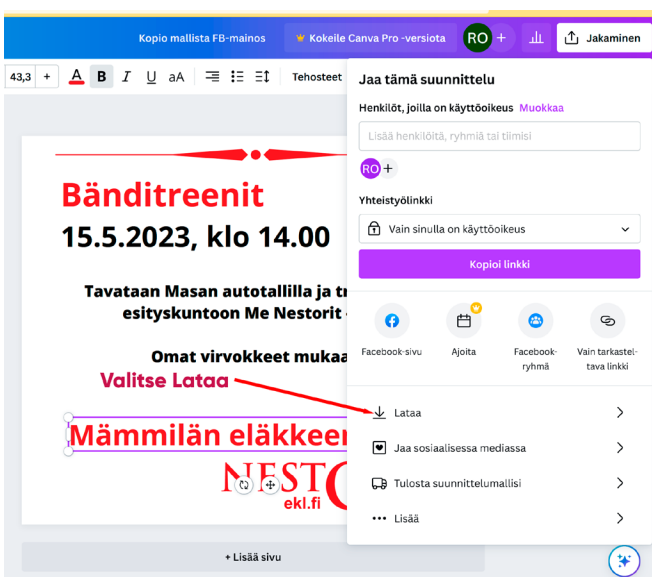 Kopio mallista FB-mainos
Kokeile Canva Pro -versiota
RO
+
Jakaminen
43,3 +
A B I U aA
Tehosteet
Jaa tämä suunnittelu
Henkilöt, joilla on käyttöoikeus Muokkaa
Lisää henkilöitä, ryhmiä tai tiimisi
RO +
Yhteistyölinkki
Vain sinulla on käyttöoikeus
Kopioi linkki
Facebook-sivu
Ajoita
Facebook-
ryhmä
Vain tarkastel-
tava linkki
Lataa
Jaa sosiaalisessa mediassa
Tulosta suunnittelumallisi
Lisää
Bänditreenit
15.5.2023, klo 14.00
Tavataan Masan autotallilla ja
esityskuntoon Me Nestorit
Omat virvokkeet
Valitse Lataa
Mämmilän
ekl.fi
+ Lisää sivu